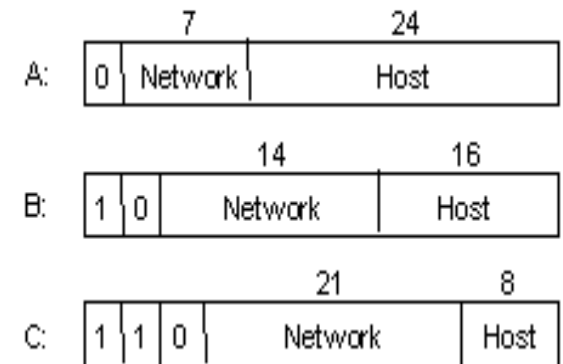 7 24
A: 0 Network Host
14 16
B: 1 0 Network Host
21 8
C: 1 1 0 Network Host